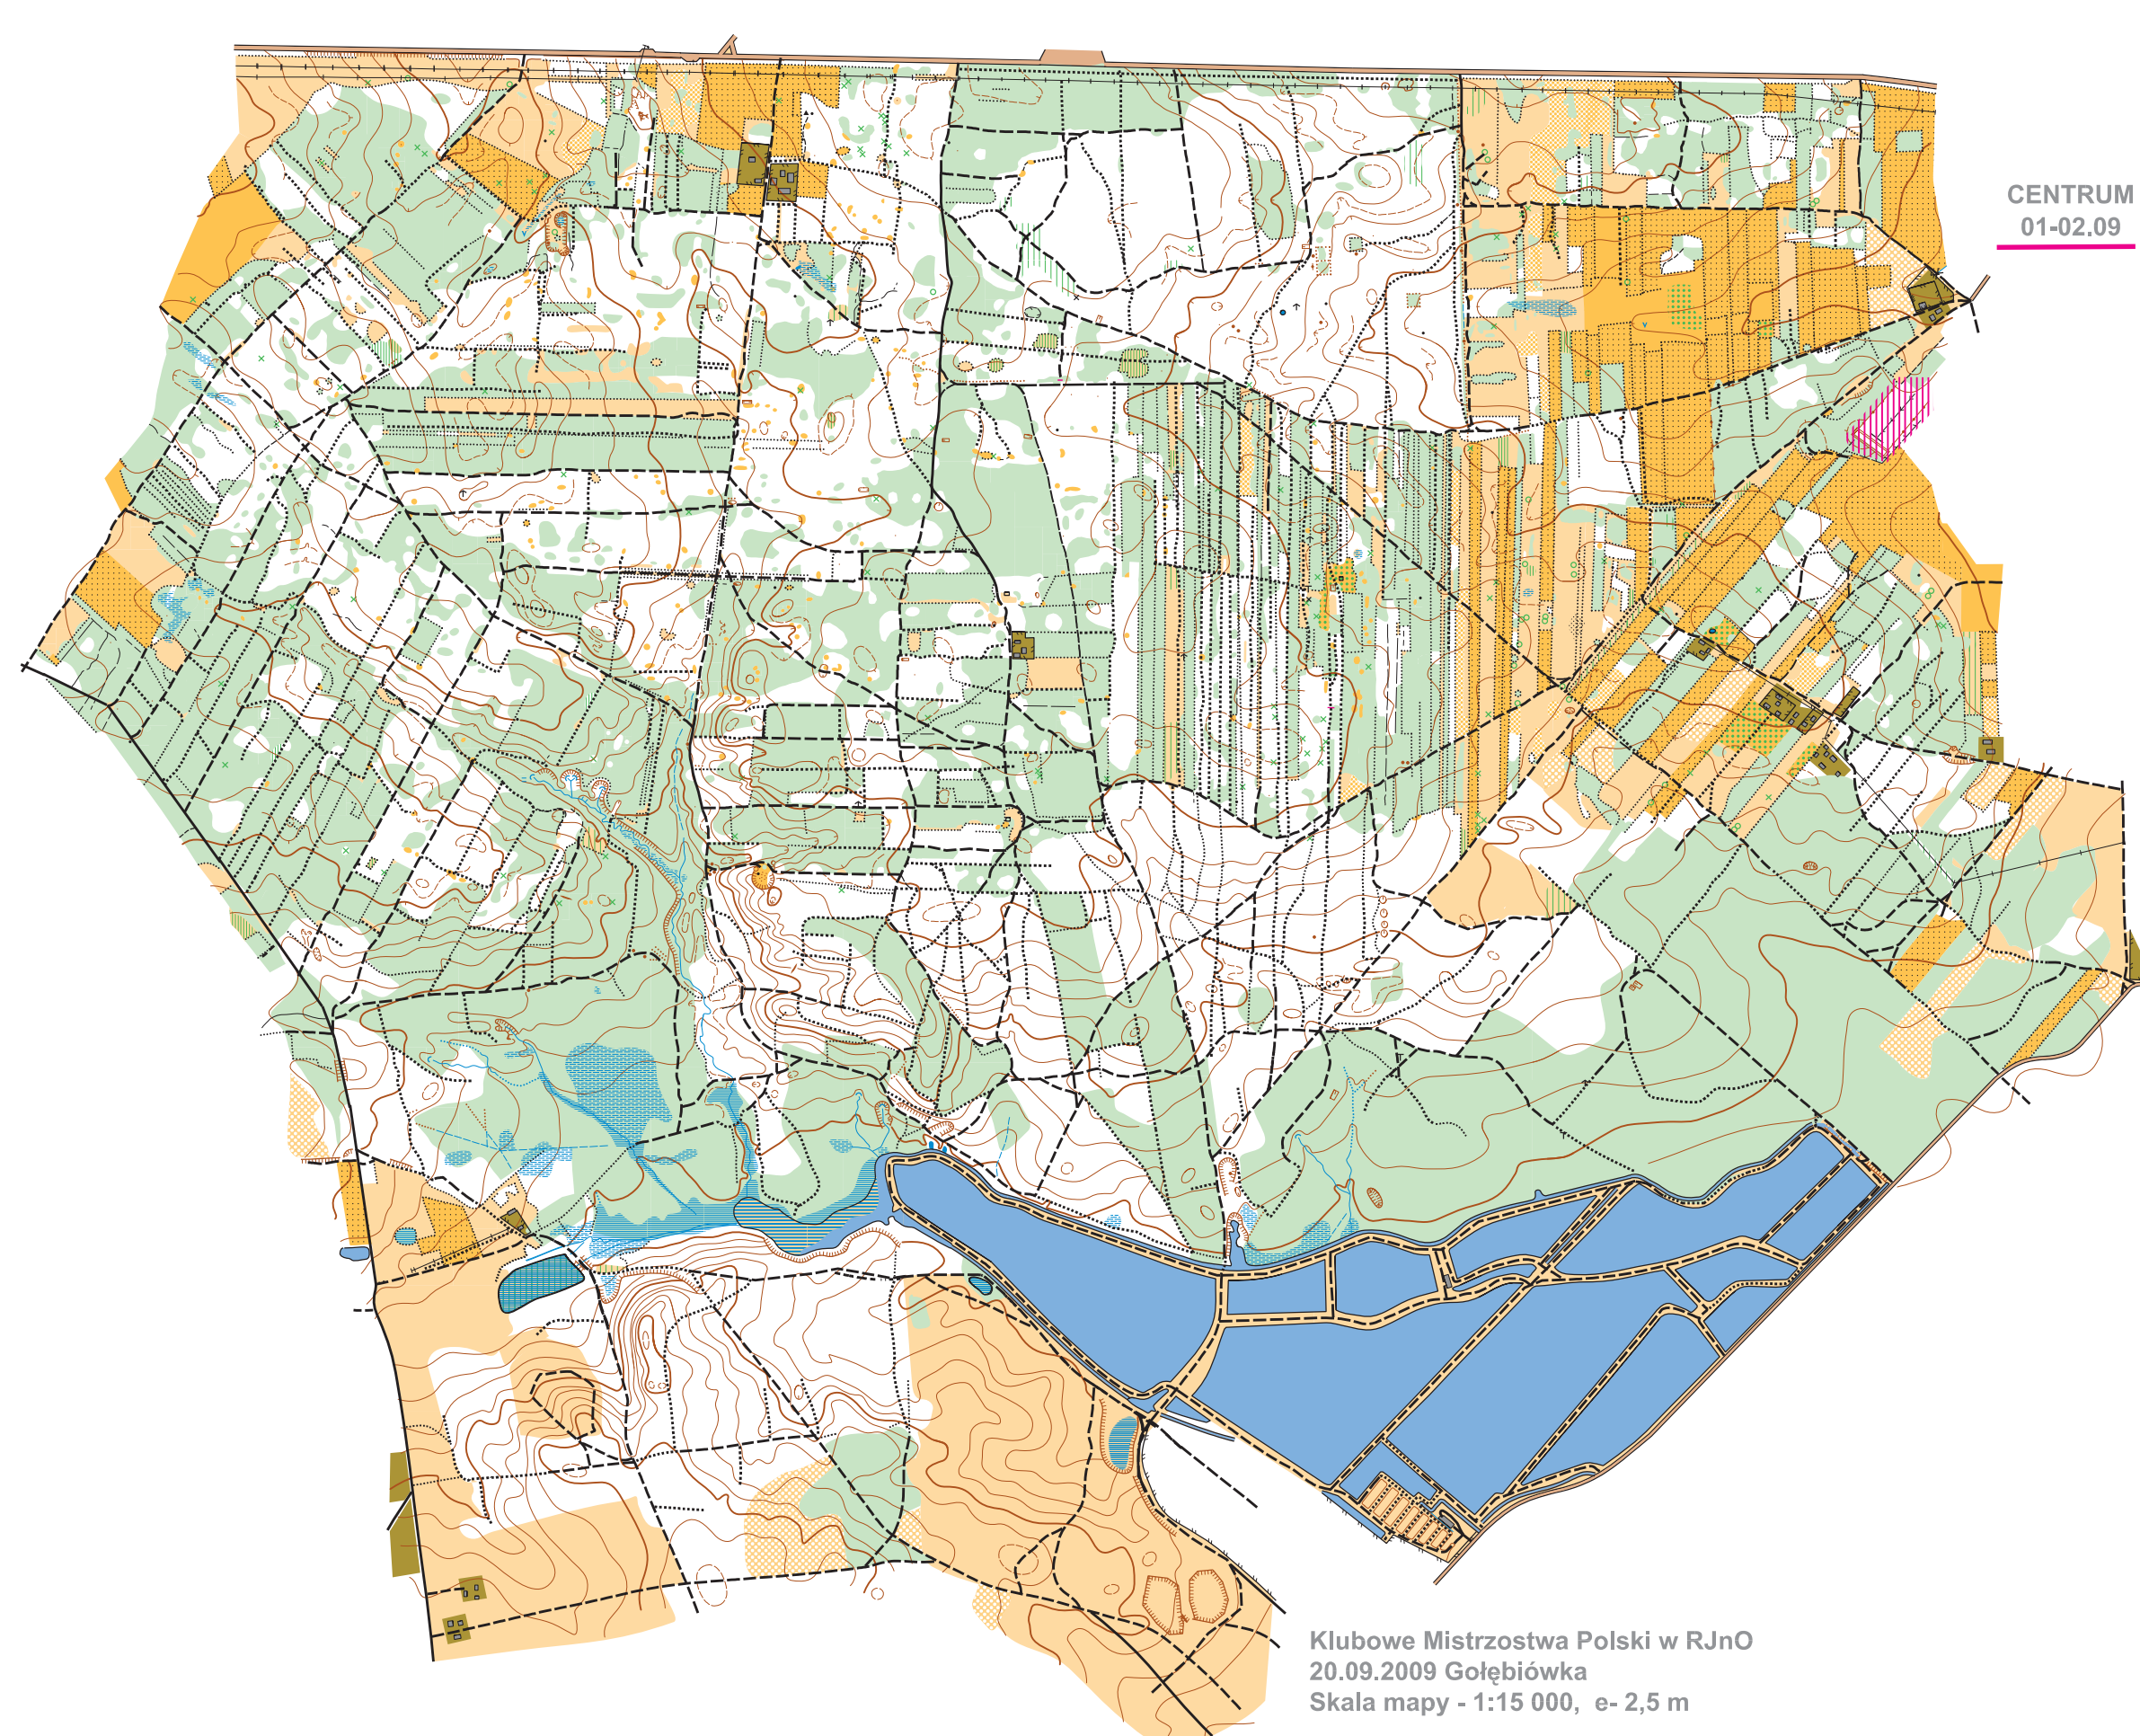 CENTRUM
01-02.09
Klubowe Mistrzostwa Polski w RJnO
20.09.2009 Gołębiówka
Skala mapy - 1:15 000, e- 2,5 m